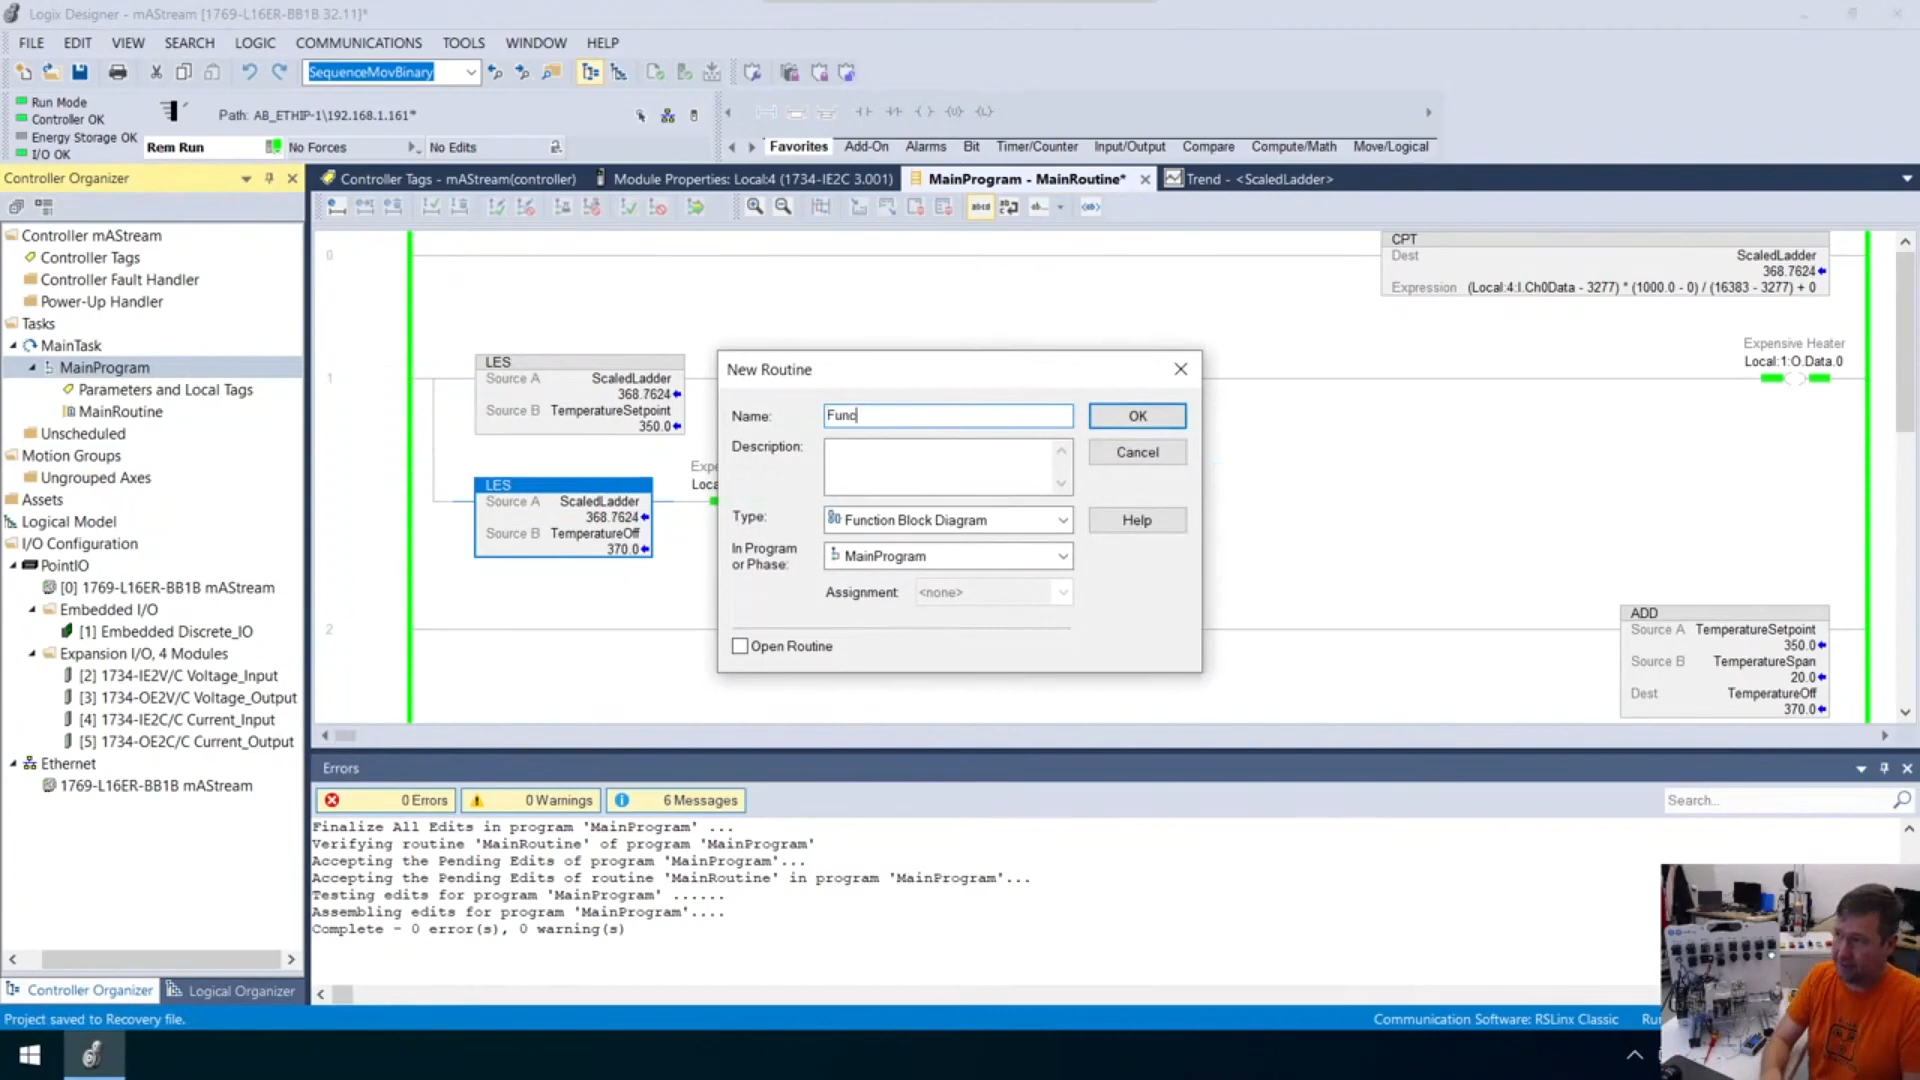 Logix Designer - mAStream [1769-L16ER-BB1B 32.11]*
FILE EDIT VIEW SEARCH LOGIC COMMUNICATIONS TOOLS WINDOW HELP
SequenceMovBinary
Run Mode
Controller OK
Energy Storage OK
I/O OK
Path: AB_ETHIP-1\192.168.1.161*
Rem Run No Forces No Edits
Favorites Add-On Alarms Bit Timer/Counter Input/Output Compare Compute/Math Move/Logical
Controller Organizer
Controller Tags - mAStream(controller) Module Properties: Local:4 (1734-IE2C 3.001) MainProgram - MainRoutine* Trend - <ScaledLadder>
Controller mAStream
Controller Tags
Controller Fault Handler
Power-Up Handler
Tasks
MainTask
MainProgram
Parameters and Local Tags
MainRoutine
Unscheduled
Motion Groups
Ungrouped Axes
Assets
Logical Model
I/O Configuration
PointIO
[0] 1769-L16ER-BB1B mAStream
Embedded I/O
[1] Embedded Discrete_IO
Expansion I/O, 4 Modules
[2] 1734-IE2V/C Voltage_Input
[3] 1734-OE2V/C Voltage_Output
[4] 1734-IE2C/C Current_Input
[5] 1734-OE2C/C Current_Output
Ethernet
1769-L16ER-BB1B mAStream
Controller Organizer Logical Organizer
0
CPT
Dest ScaledLadder
368.7624
Expression (Local:4:I.Ch0Data - 3277) * (1000.0 - 0) / (16383 - 3277) + 0
1
LES
Source A ScaledLadder
368.7624
Source B TemperatureSetpoint
350.0
Expensive Heater
Local:1:O.Data.0
LES
Source A ScaledLadder
368.7624
Source B TemperatureOff
370.0
Expe
Loca
2
ADD
Source A TemperatureSetpoint
350.0
Source B TemperatureSpan
20.0
Dest TemperatureOff
370.0
New Routine
Name: Func
OK
Description:
Cancel
Type: Function Block Diagram
Help
In Program
or Phase: MainProgram
Assignment: <none>
Open Routine
Errors
0 Errors 0 Warnings 6 Messages
Search...
Finalize All Edits in program 'MainProgram' ...
Verifying routine 'MainRoutine' of program 'MainProgram'
Accepting the Pending Edits of program 'MainProgram'...
Accepting the Pending Edits of routine 'MainRoutine' in program 'MainProgram'...
Testing edits for program 'MainProgram' ......
Assembling edits for program 'MainProgram'....
Complete - 0 error(s), 0 warning(s)
Project saved to Recovery file.
Communication Software: RSLinx Classic